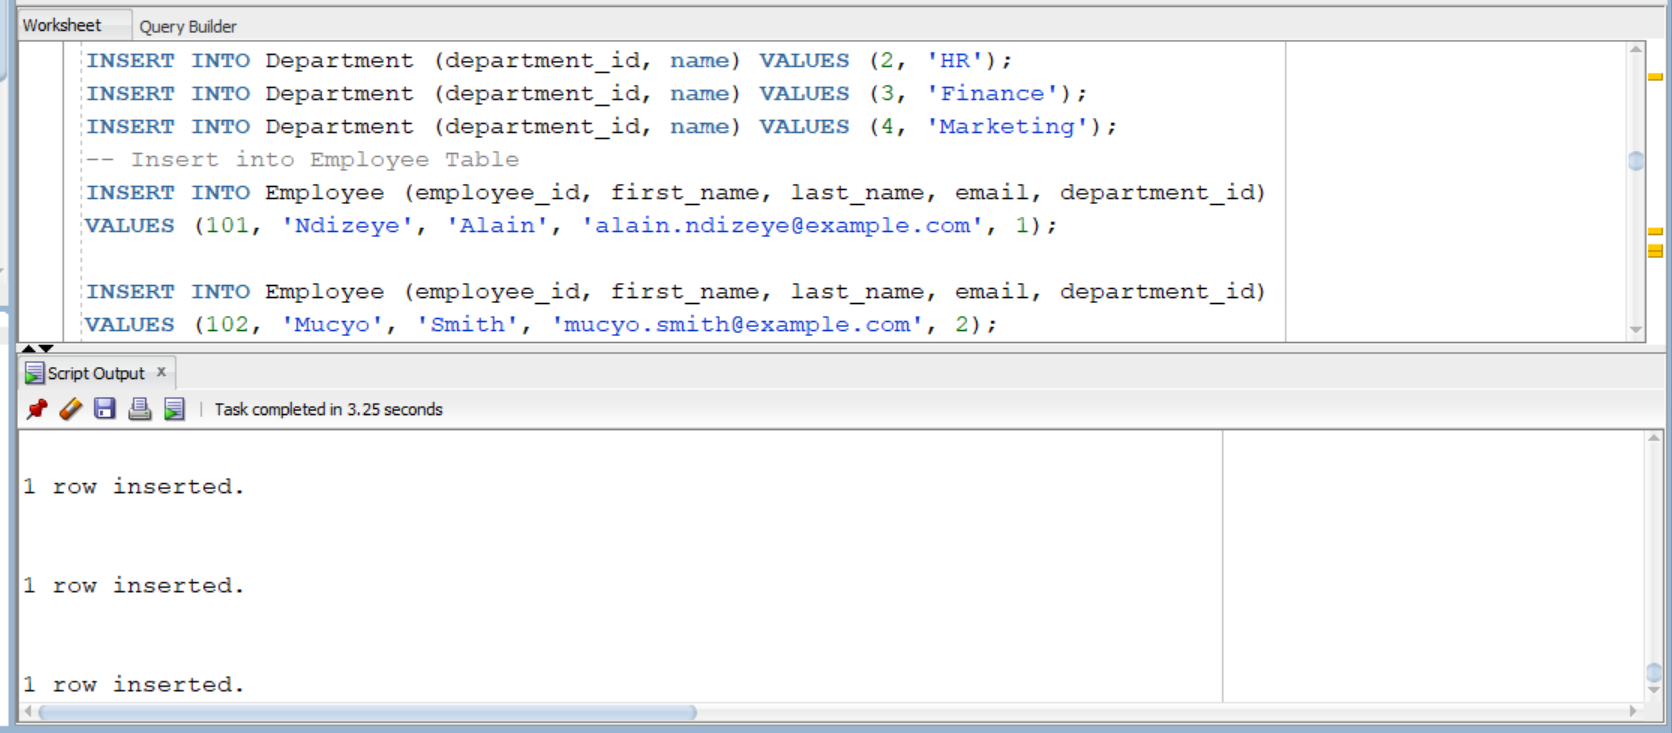 Worksheet Query Builder
INSERT INTO Department (department_id, name) VALUES (2, 'HR');
INSERT INTO Department (department_id, name) VALUES (3, 'Finance');
INSERT INTO Department (department_id, name) VALUES (4, 'Marketing');
-- Insert into Employee Table
INSERT INTO Employee (employee_id, first_name, last_name, email, department_id)
VALUES (101, 'Ndizeye', 'Alain', 'alain.ndizeye@example.com', 1);
INSERT INTO Employee (employee_id, first_name, last_name, email, department_id)
VALUES (102, 'Mucyo', 'Smith', 'mucyo.smith@example.com', 2);
Script Output x
Task completed in 3.25 seconds
1 row inserted.
1 row inserted.
1 row inserted.